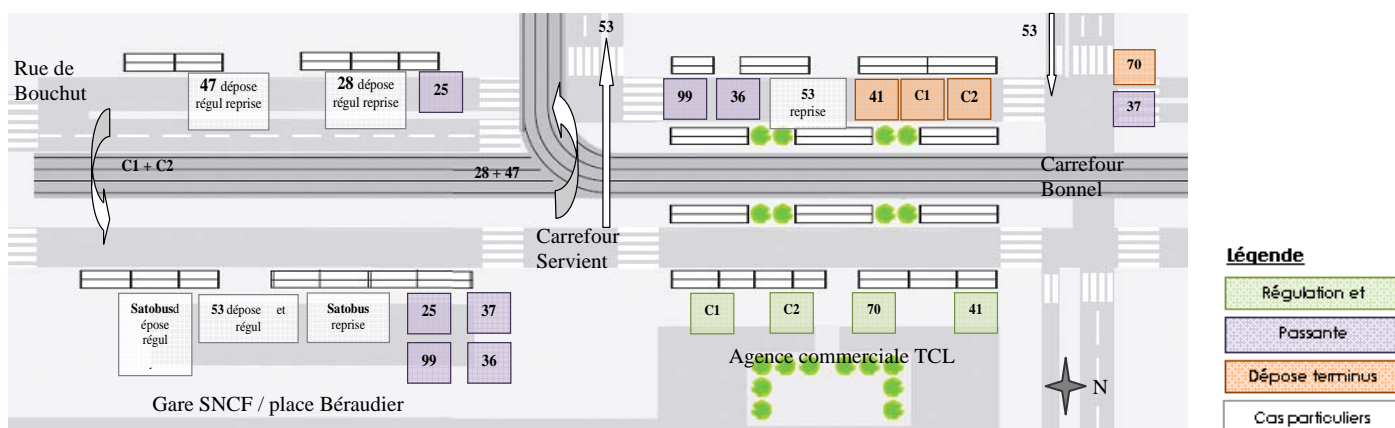 53
53
Rue de
Bouchut
47 dépose
régul reprise
28 dépose
régul reprise
25
99
36
53
reprise
41
C1
C2
70
37
C1 + C2
28 + 47
Carrefour
Bonnel
Carrefour
Servient
Satobusd
épose
régul
.
53 dépose et
régul
Satobus
reprise
25
37
99
36
C1
C2
70
41
Agence commerciale TCL
Gare SNCF / place Béraudier
N
Légende
Régulation et
Passante
Dépose terminus
Cas particuliers